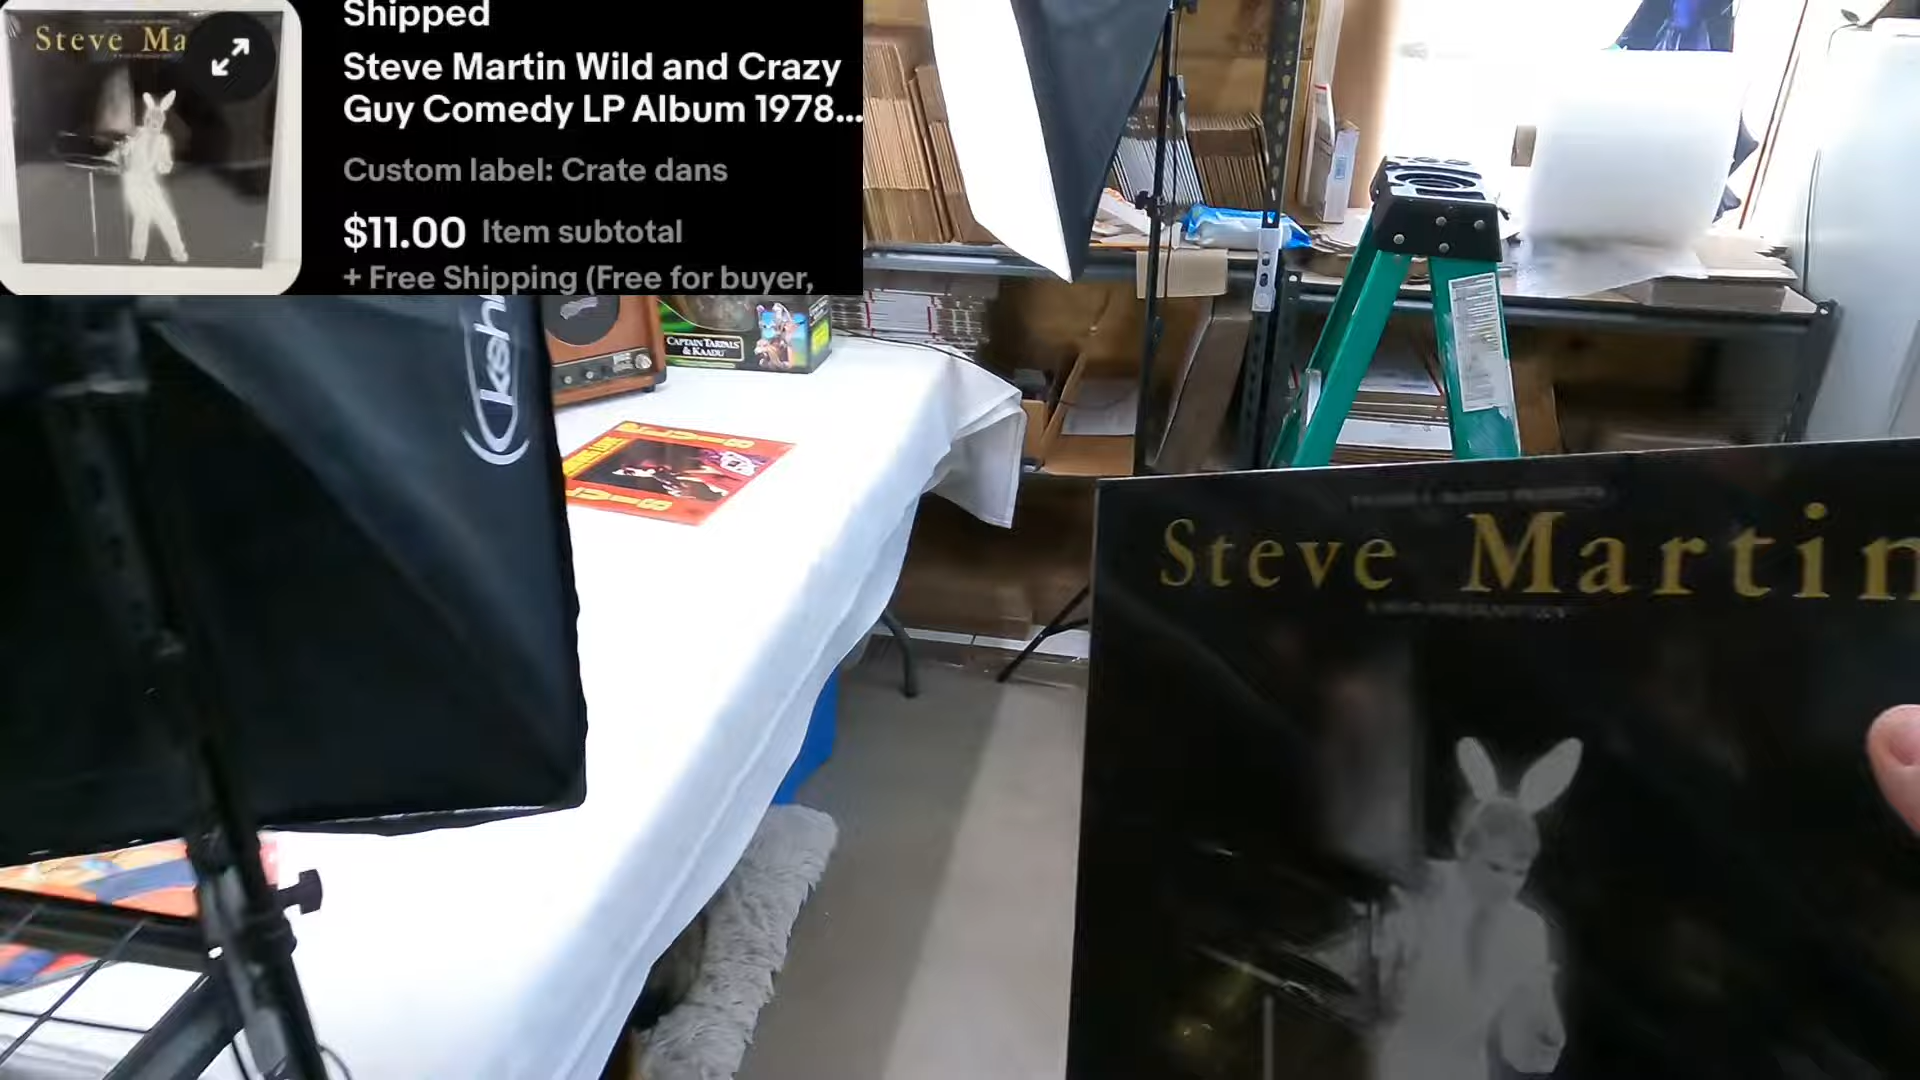 Steve Ma
Shipped
Steve Martin Wild and Crazy
Guy Comedy LP Album 1978...
Custom label: Crate dans
$11.00 Item subtotal
+ Free Shipping (Free for buyer,
CAPTAIN TARPALS
& KAADU
ELVIS
Steve Martin